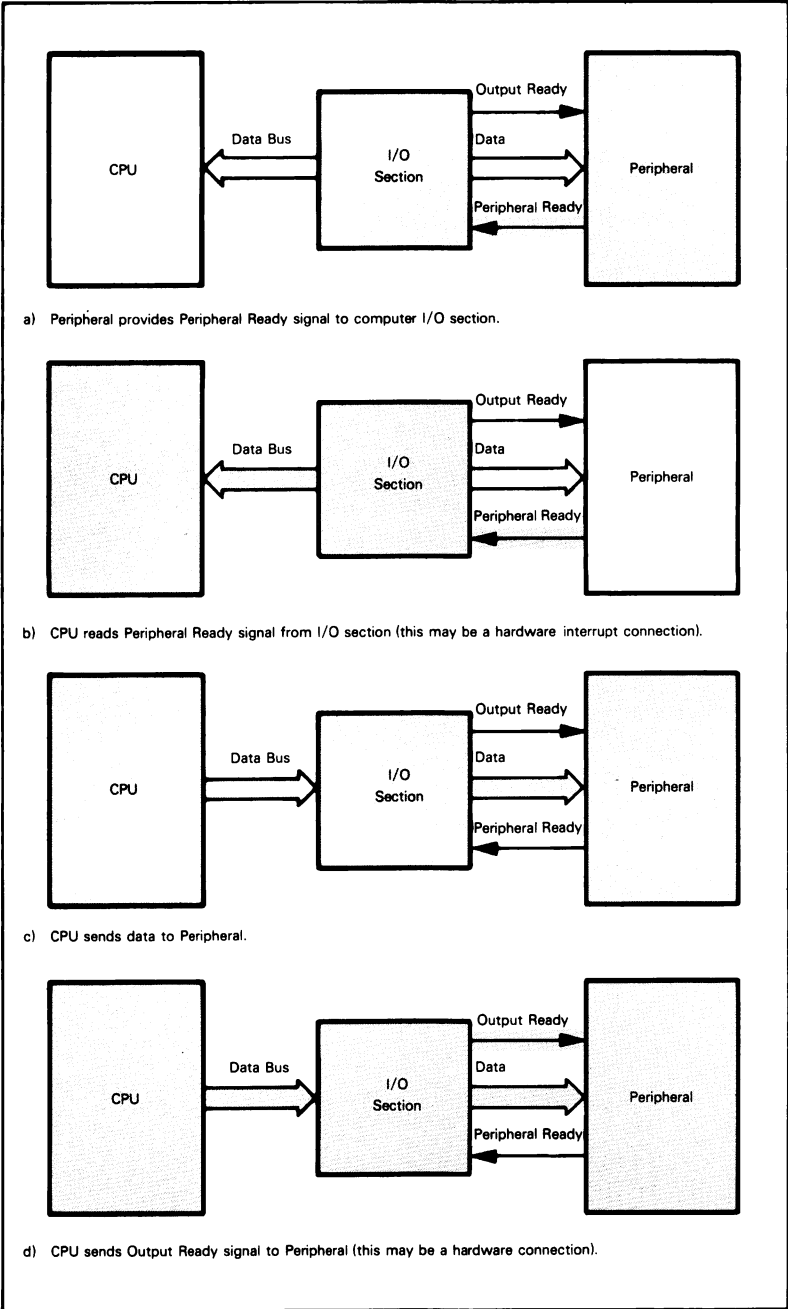 Output Ready
Data Bus
Data
CPU
I/O
Section
Peripheral
Peripheral Ready
a) Peripheral provides Peripheral Ready signal to computer I/O section.
Output Ready
Data Bus
Data
CPU
I/O
Section
Peripheral
Peripheral Ready
b) CPU reads Peripheral Ready signal from I/O section (this may be a hardware interrupt connection).
Output Ready
Data Bus
Data
CPU
I/O
Section
Peripheral
Peripheral Ready
c) CPU sends data to Peripheral.
Output Ready
Data Bus
Data
CPU
I/O
Section
Peripheral
Peripheral Ready
d) CPU sends Output Ready signal to Peripheral (this may be a hardware connection).